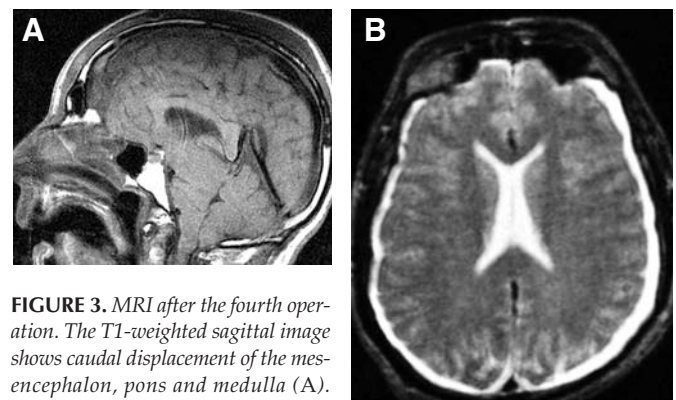 A
B
FIGURE 3. MRI after the fourth oper-
ation. The T1-weighted sagittal image
shows caudal displacement of the mes-
encephalon, pons and medulla (A).